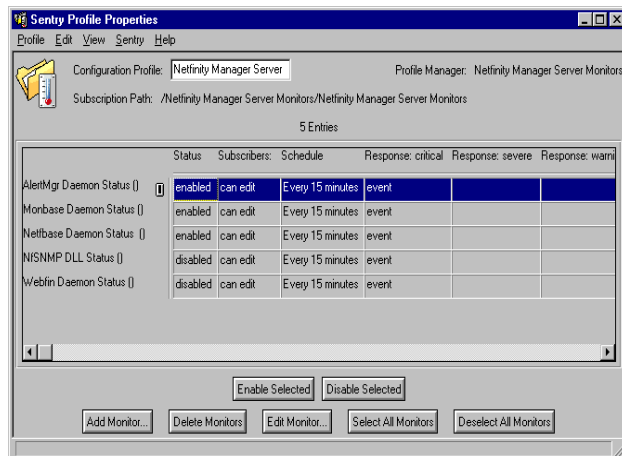 Sentry Profile Properties
Profile Edit View Sentry Help
Configuration Profile: Netfinity Manager Server Profile Manager: Netfinity Manager Server Monitors
Subscription Path: /Netfinity Manager Server Monitors/Netfinity Manager Server Monitors
5 Entries
Status Subscribers: Schedule Response: critical Response: severe Response: warni
AlertMgr Daemon Status () enabled can edit Every 15 minutes event
Monbase Daemon Status () enabled can edit Every 15 minutes event
Netfbase Daemon Status () enabled can edit Every 15 minutes event
NfSNMP DLL Status () disabled can edit Every 15 minutes event
Webfin Daemon Status () disabled can edit Every 15 minutes event
Enable Selected Disable Selected
Add Monitor... Delete Monitors Edit Monitor... Select All Monitors Deselect All Monitors